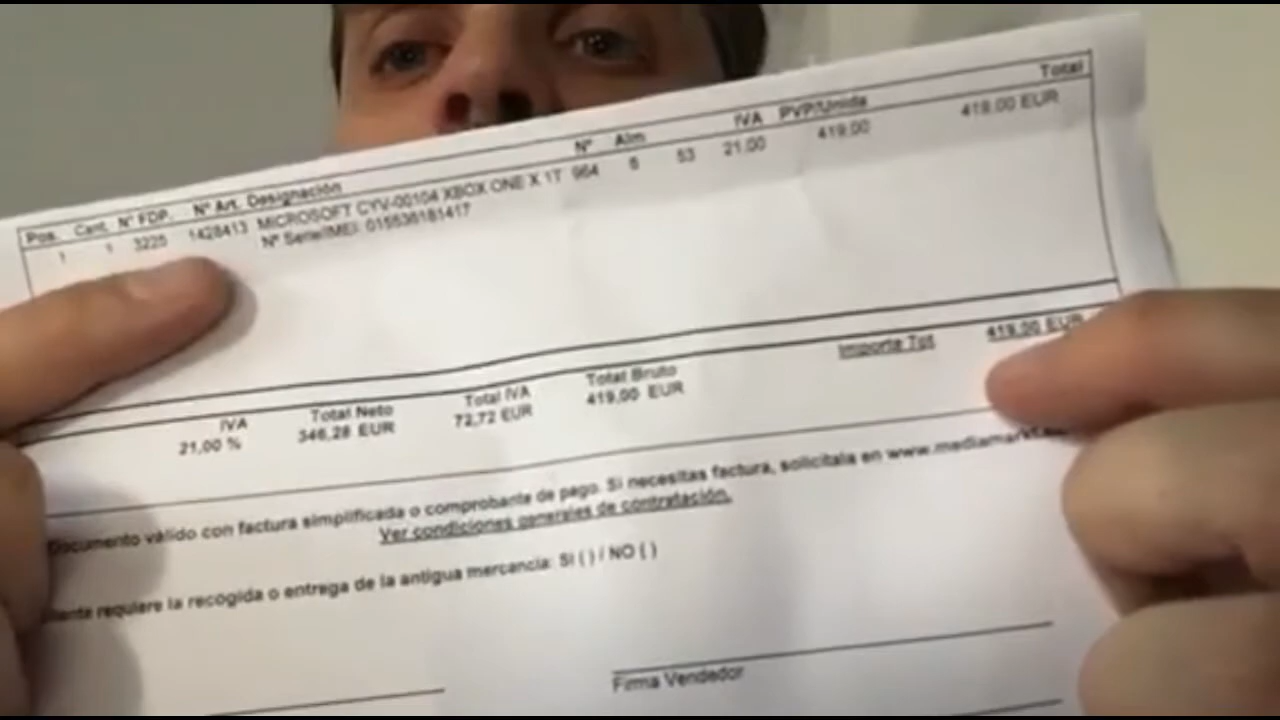 Pos. Cant. Nº FDP. Nº Art. Designación Nº Alm IVA PVP/Unida Total
1 1 3225 1428413 MICROSOFT CYV-00104 XBOX ONE X 1T 964 6 53 21,00 419,00 419,00 EUR
Nº Serie/IMEI: 015536181417
Importe Tot 419,00 EUR
IVA Total Neto Total IVA Total Bruto
21,00 % 346,28 EUR 72,72 EUR 419,00 EUR
Documento válido con factura simplificada o comprobante de pago. Si necesitas factura, solicítala en www.mediamarkt.
Ver condiciones generales de contratación.
requiere la recogida o entrega de la antigua mercancía: SI ( ) / NO ( )
Firma Vendedor